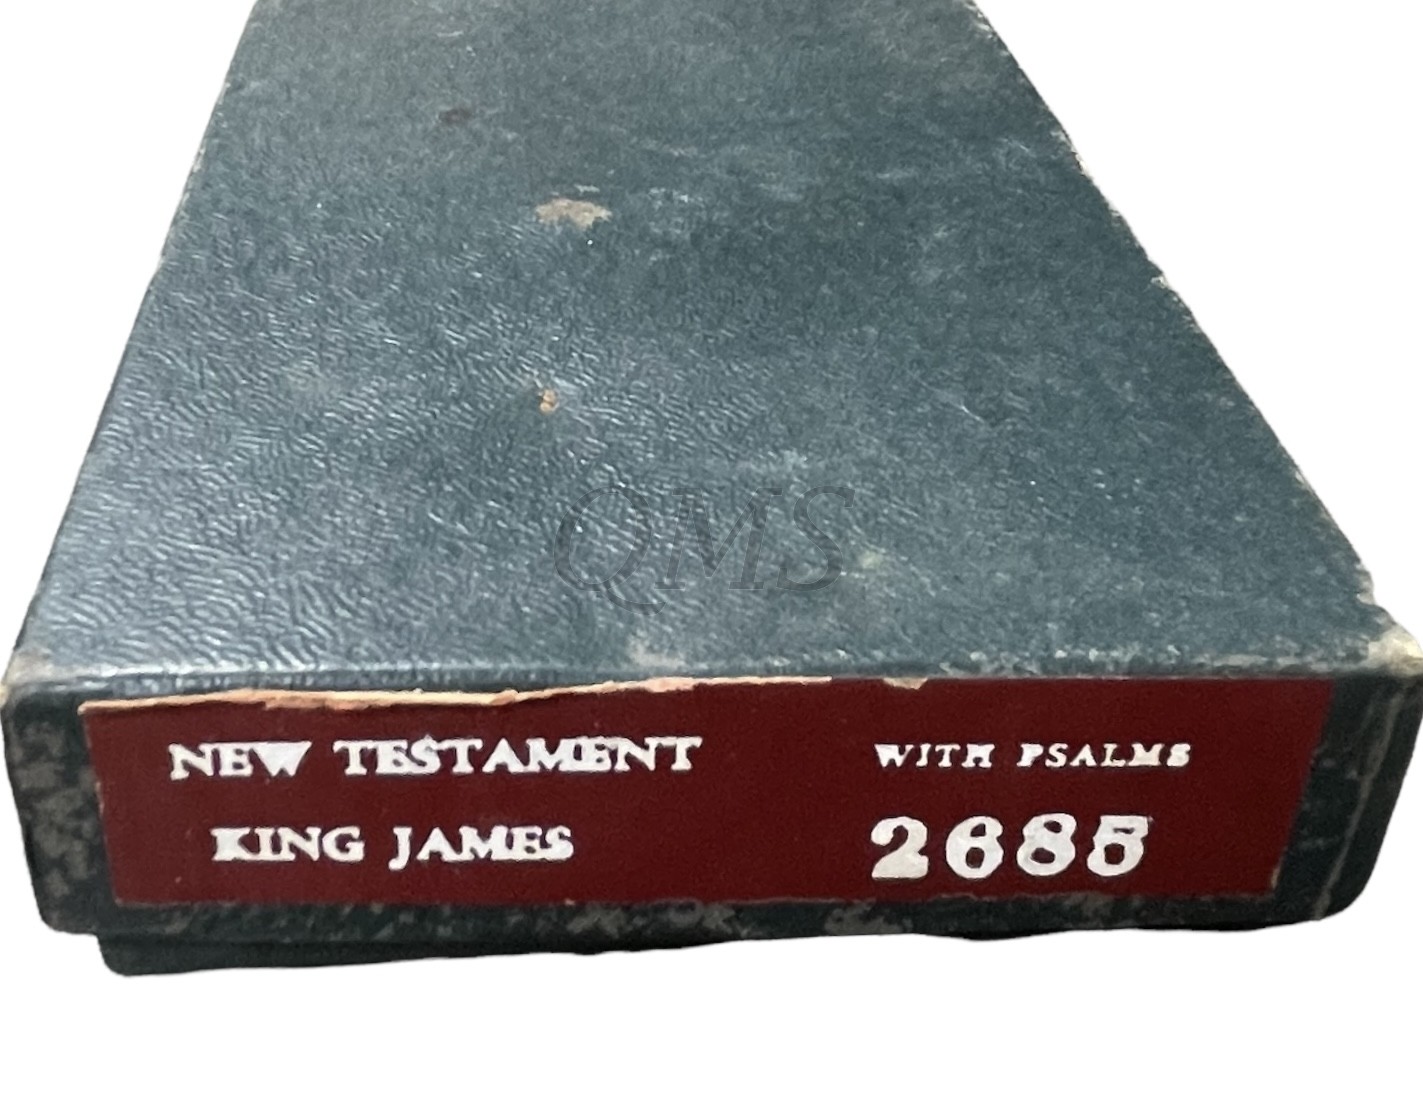 QMS
NEW TESTAMENT WITH PSALMS
KING JAMES 2685